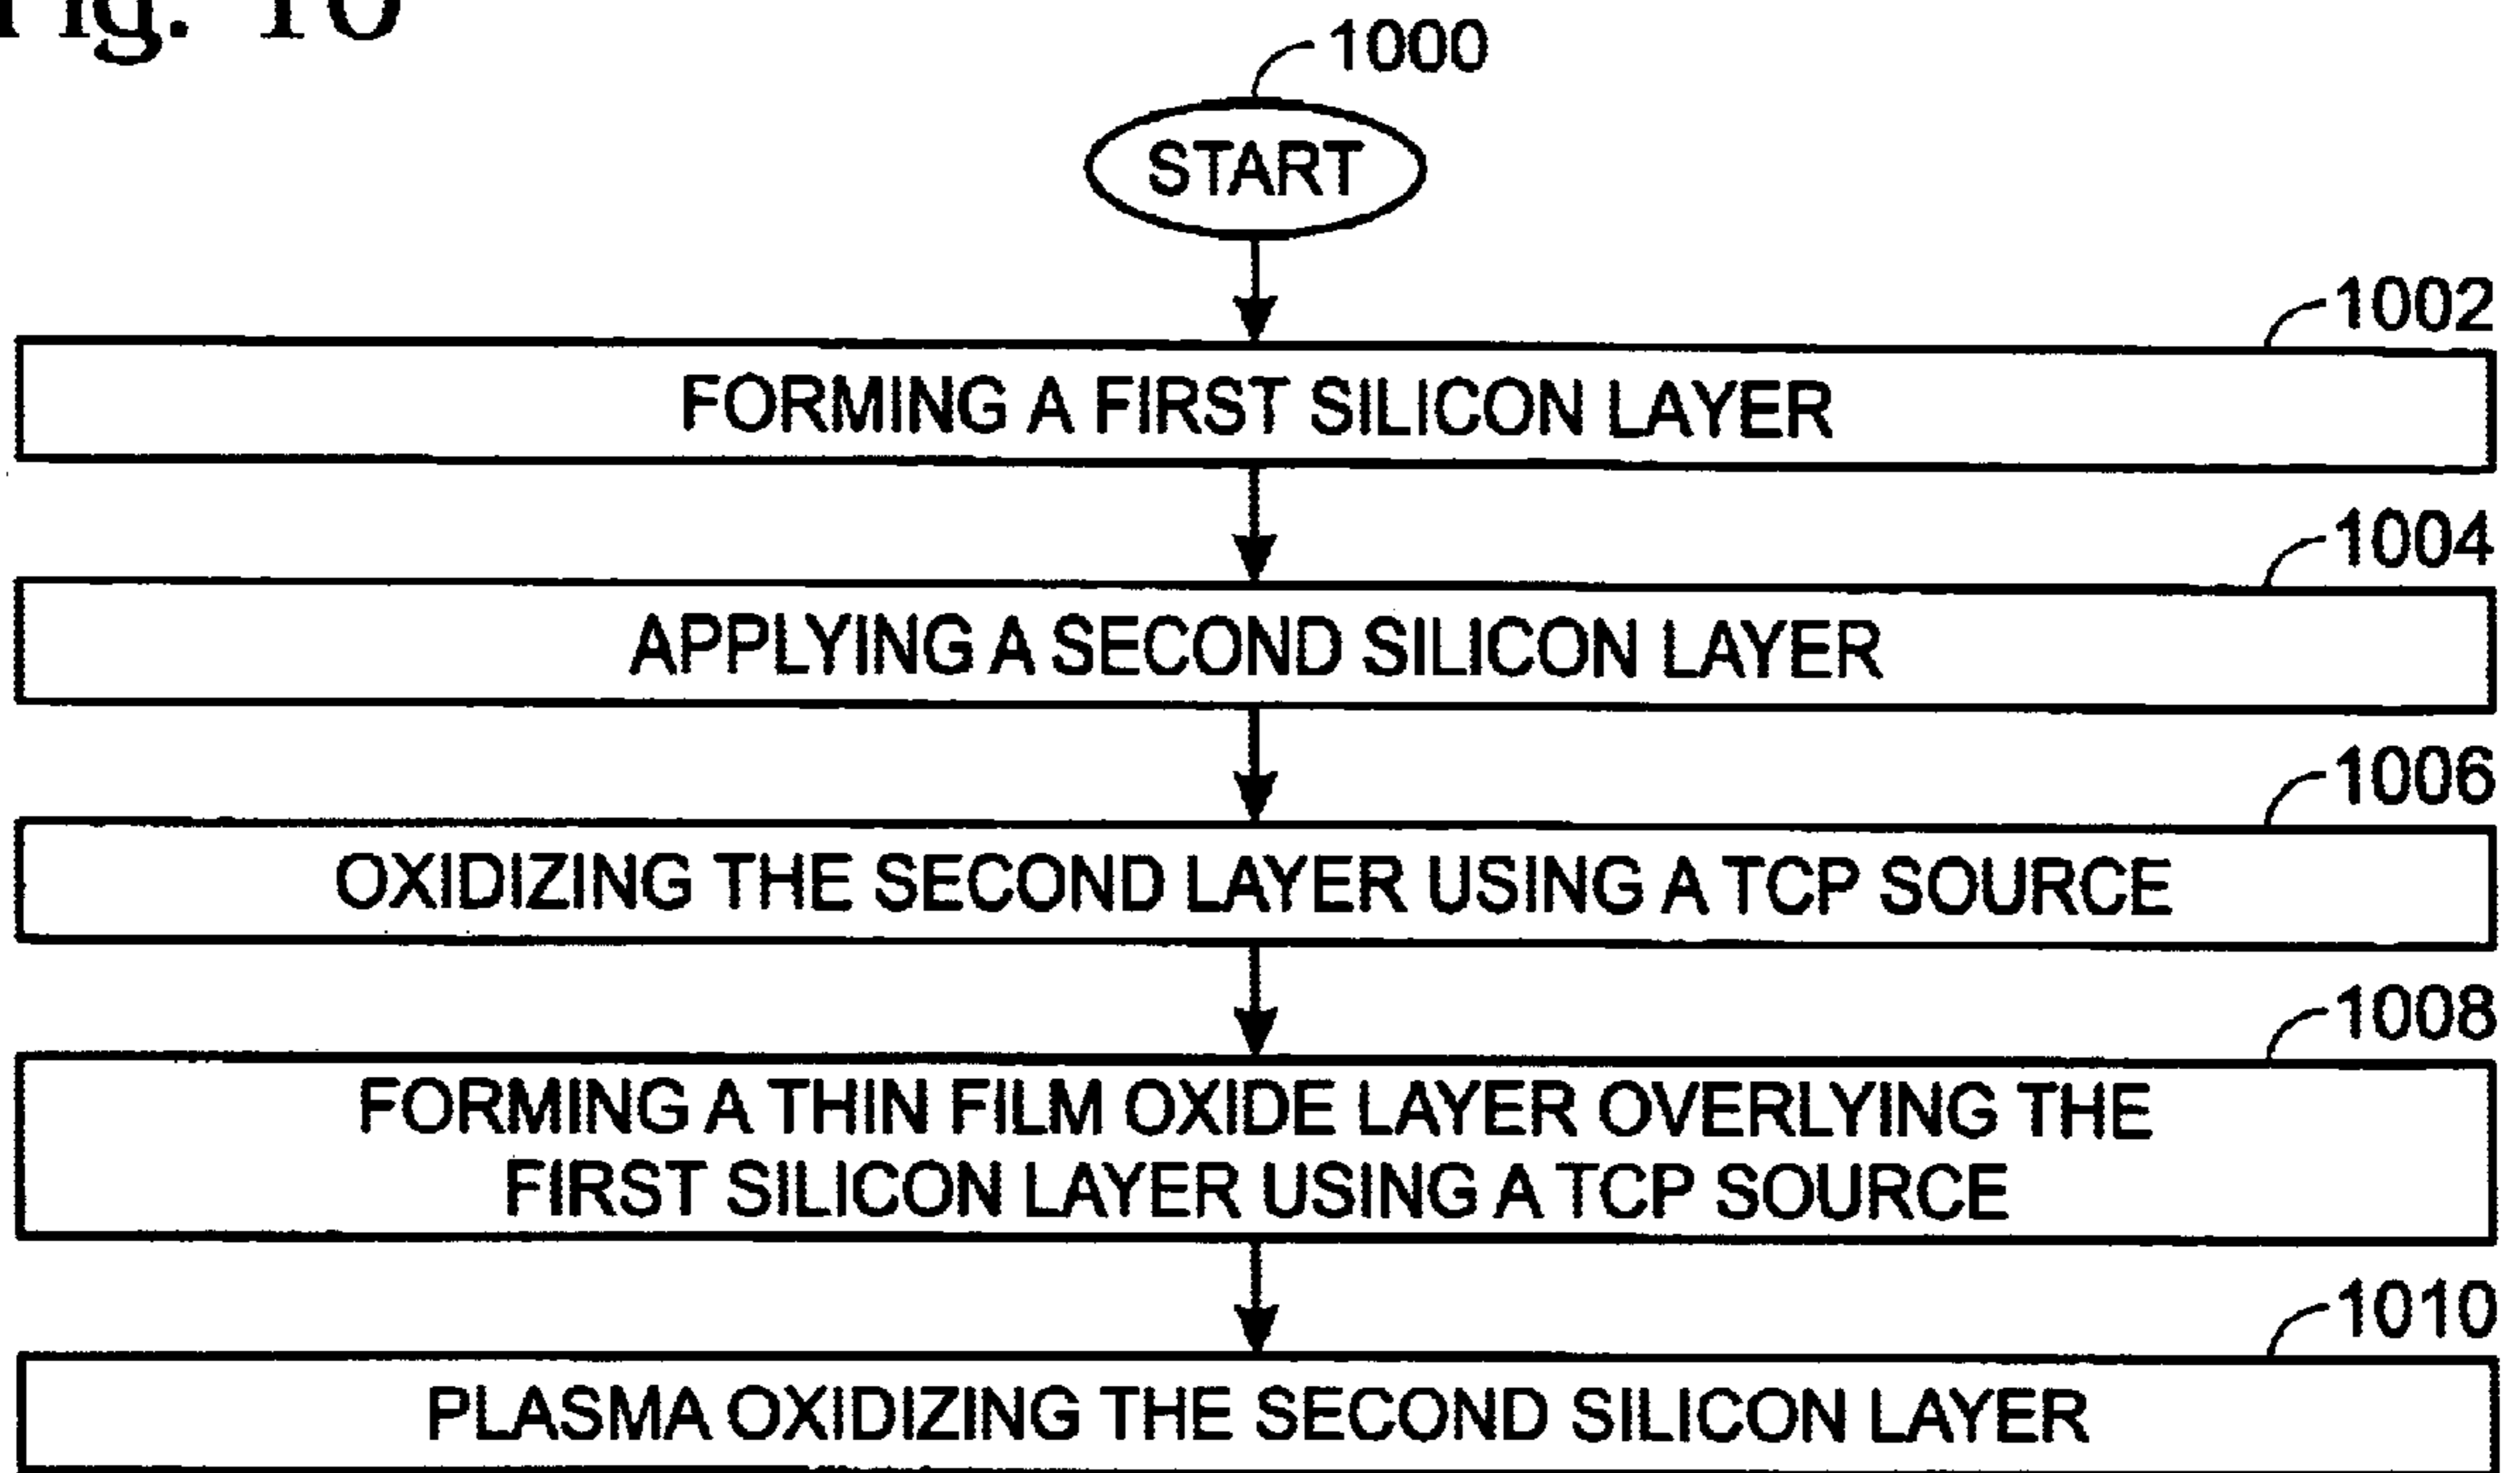 Fig. 10
1000
START
1002
FORMING A FIRST SILICON LAYER
1004
APPLYING A SECOND SILICON LAYER
1006
OXIDIZING THE SECOND LAYER USING A TCP SOURCE
1008
FORMING A THIN FILM OXIDE LAYER OVERLYING THE
FIRST SILICON LAYER USING A TCP SOURCE
1010
PLASMA OXIDIZING THE SECOND SILICON LAYER